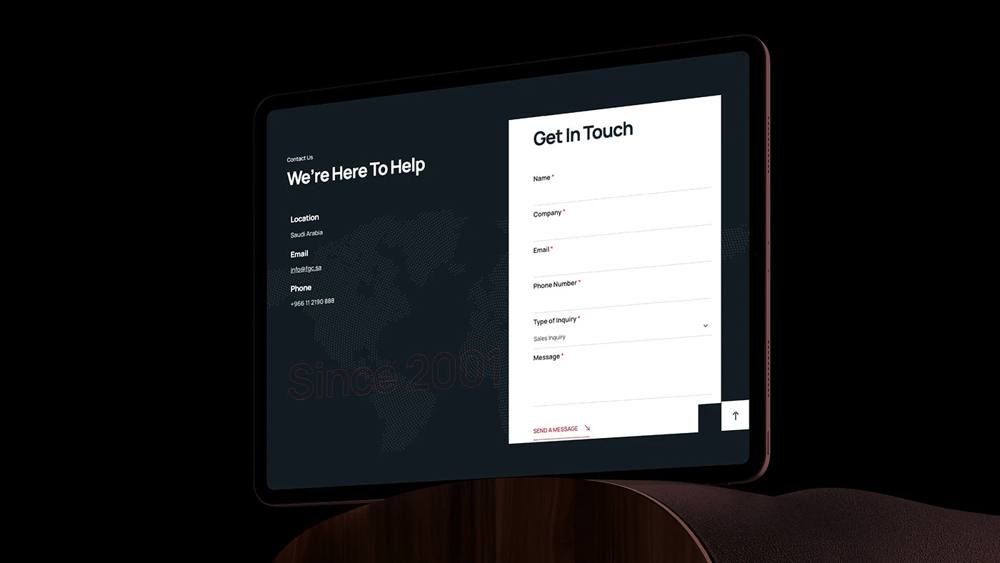 Contact Us
We're Here To Help
Location
Saudi Arabia
Email
info@fgc.sa
Phone
+966 11 2190 888
Since 2001
Get In Touch
Name *
Company *
Email *
Phone Number *
Type of Inquiry *
Sales Inquiry
Message *
SEND A MESSAGE